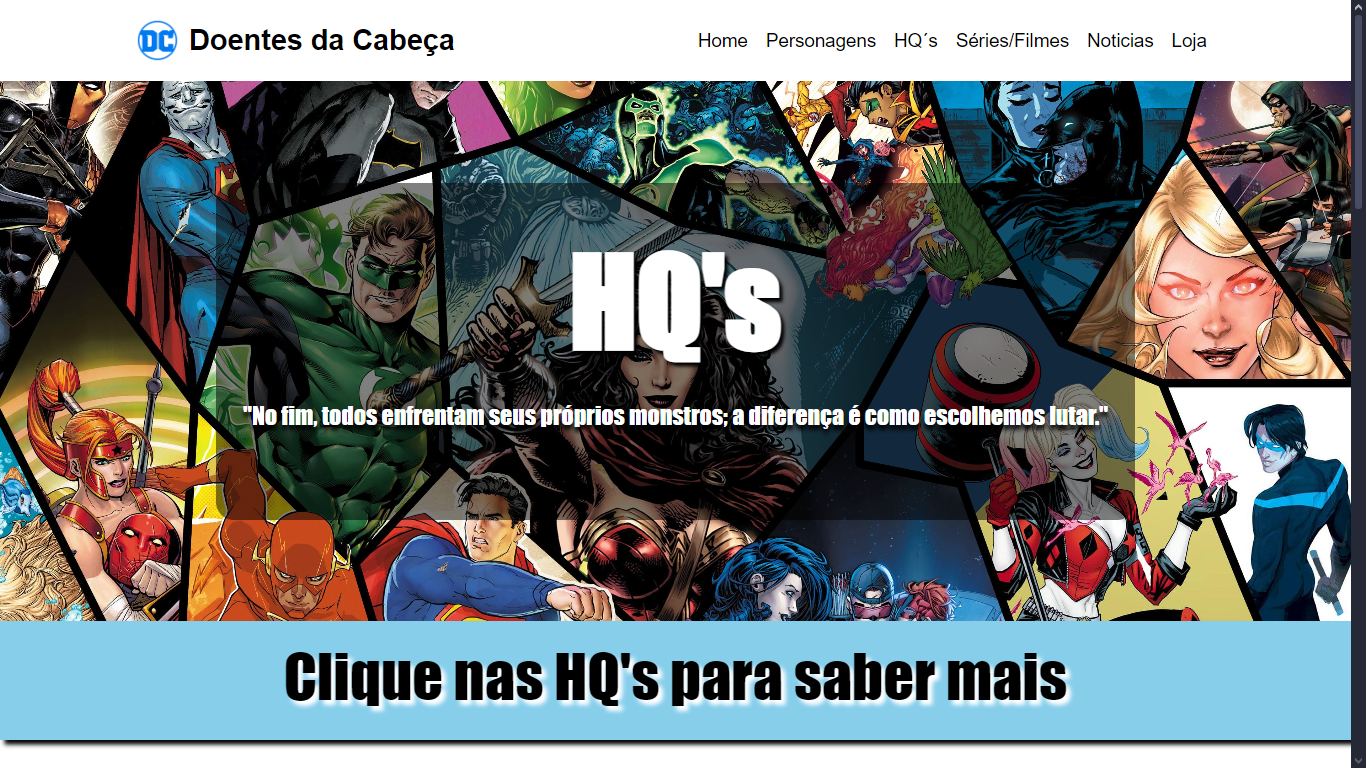 DC Doentes da Cabeça
Home Personagens HQ´s Séries/Filmes Noticias Loja
HQ's
"No fim, todos enfrentam seus próprios monstros; a diferença é como escolhemos lutar."
Clique nas HQ's para saber mais